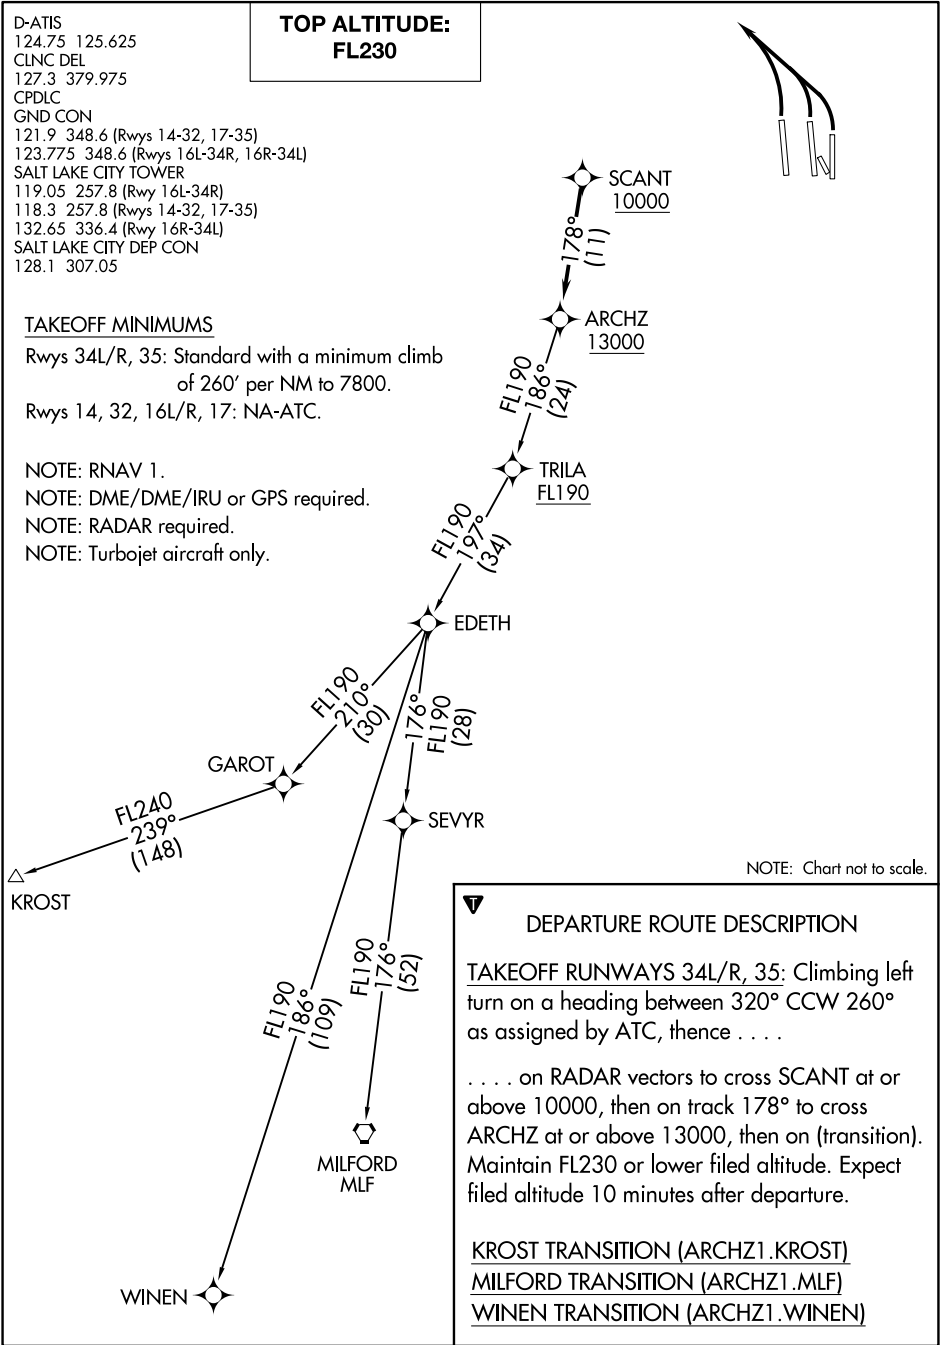 D-ATIS
124.75 125.625
CLNC DEL
127.3 379.975
CPDLC
GND CON
121.9 348.6 (Rwys 14-32, 17-35)
123.775 348.6 (Rwys 16L-34R, 16R-34L)
SALT LAKE CITY TOWER
119.05 257.8 (Rwy 16L-34R)
118.3 257.8 (Rwys 14-32, 17-35)
132.65 336.4 (Rwy 16R-34L)
SALT LAKE CITY DEP CON
128.1 307.05
TOP ALTITUDE:
FL230
TAKEOFF MINIMUMS
Rwys 34L/R, 35: Standard with a minimum climb
of 260' per NM to 7800.
Rwys 14, 32, 16L/R, 17: NA-ATC.
NOTE: RNAV 1.
NOTE: DME/DME/IRU or GPS required.
NOTE: RADAR required.
NOTE: Turbojet aircraft only.
SCANT
10000
178°
(11)
ARCHZ
13000
FL190
186°
(24)
TRILA
FL190
FL190
197°
(34)
EDETH
FL190
210°
(30)
176°
FL190
(28)
GAROT
SEVYR
FL240
239°
(148)
KROST
FL190
186°
(109)
FL190
176°
(52)
MILFORD
MLF
WINEN
NOTE: Chart not to scale.
T
DEPARTURE ROUTE DESCRIPTION
TAKEOFF RUNWAYS 34L/R, 35: Climbing left
turn on a heading between 320° CCW 260°
as assigned by ATC, thence . . . .
. . . . on RADAR vectors to cross SCANT at or
above 10000, then on track 178° to cross
ARCHZ at or above 13000, then on (transition).
Maintain FL230 or lower filed altitude. Expect
filed altitude 10 minutes after departure.
KROST TRANSITION (ARCHZ1.KROST)
MILFORD TRANSITION (ARCHZ1.MLF)
WINEN TRANSITION (ARCHZ1.WINEN)